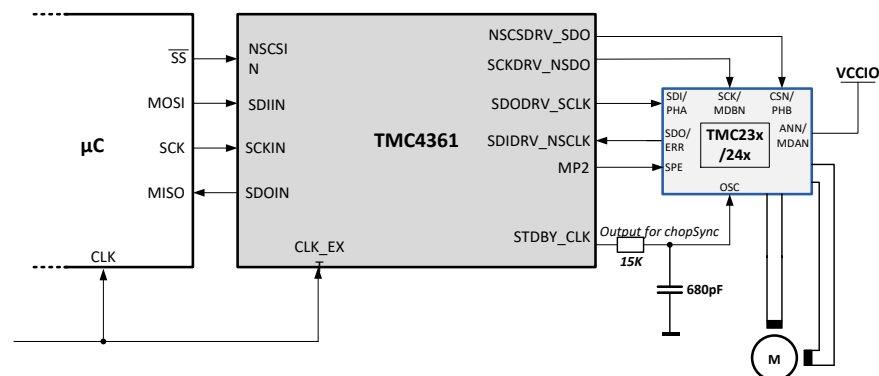 SS
MOSI
SCK
MISO
µC
CLK
NSCSI
N
SDIIN
SCKIN
SDOIN
CLK_EXT
TMC4361
NSCSDRV_SDO
SCKDRV_NSDO
SDODRV_SCLK
SDIDRV_NSCLK
MP2
STDBY_CLK
Output for chopSync
15K
680pF
SDI/
PHA
SCK/
MDBN
CSN/
PHB
VCCIO
SDO/
ERR
TMC23x
/24x
ANN/
MDAN
SPE
OSC
M